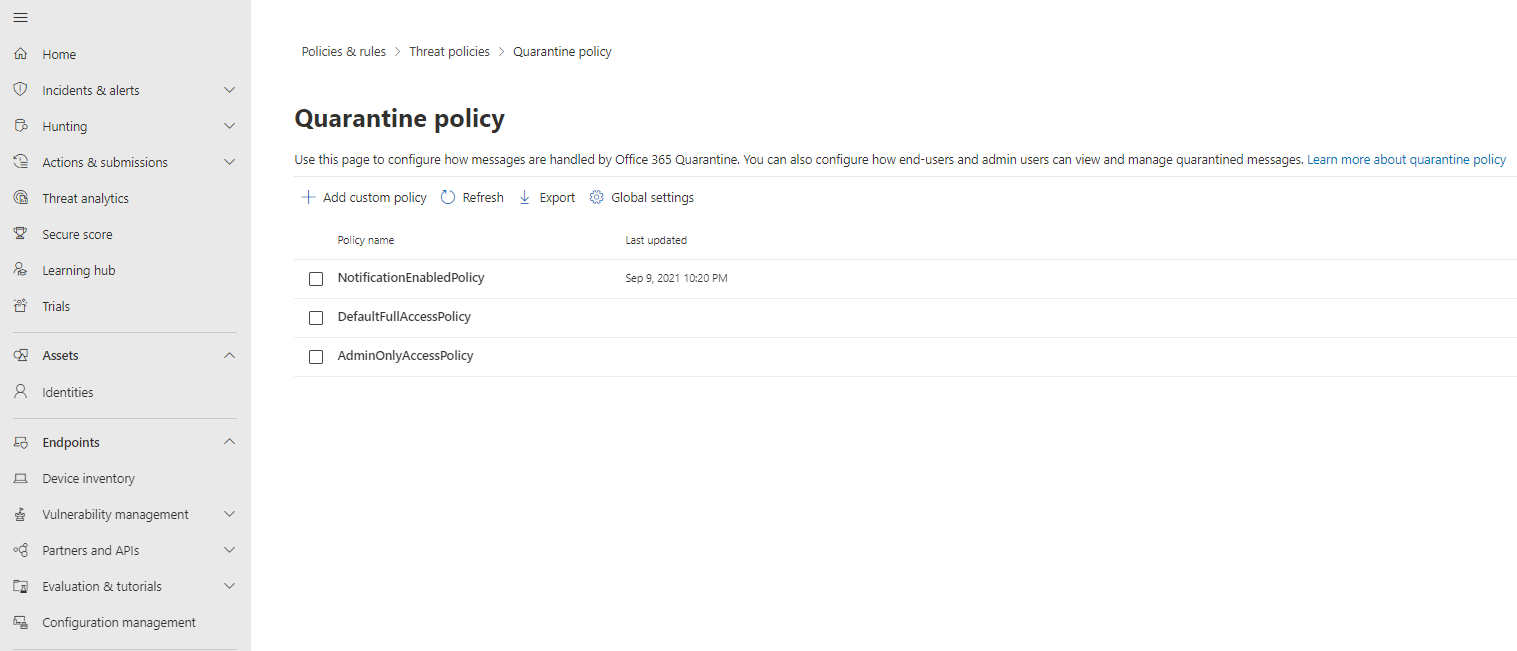 Home
Incidents & alerts
Hunting
Actions & submissions
Threat analytics
Secure score
Learning hub
Trials
Assets
Identities
Endpoints
Device inventory
Vulnerability management
Partners and APIs
Evaluation & tutorials
Configuration management
Policies & rules > Threat policies > Quarantine policy
Quarantine policy
Use this page to configure how messages are handled by Office 365 Quarantine. You can also configure how end-users and admin users can view and manage quarantined messages. Learn more about quarantine policy
Add custom policy Refresh Export Global settings
Policy name Last updated
NotificationEnabledPolicy Sep 9, 2021 10:20 PM
DefaultFullAccessPolicy
AdminOnlyAccessPolicy